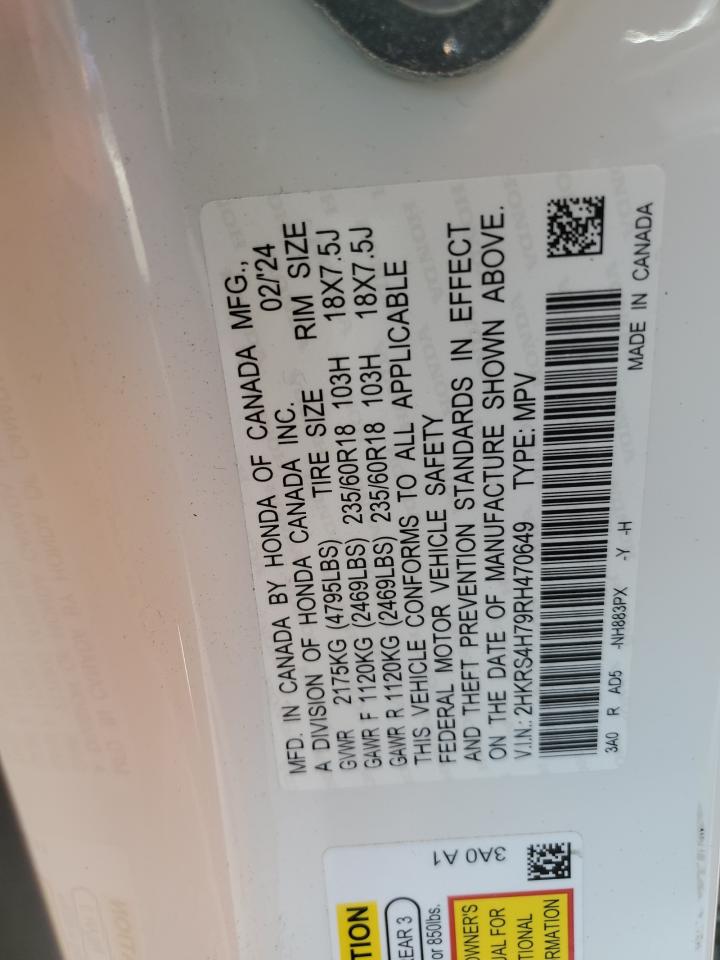 MFD. IN CANADA BY HONDA OF CANADA MFG.,
A DIVISION OF HONDA CANADA INC. 02/'24
GVWR 2175KG (4795LBS) TIRE SIZE RIM SIZE
GAWR F 1120KG (2469LBS) 235/60R18 103H 18X7.5J
GAWR R 1120KG (2469LBS) 235/60R18 103H 18X7.5J
THIS VEHICLE CONFORMS TO ALL APPLICABLE
FEDERAL MOTOR VEHICLE SAFETY
AND THEFT PREVENTION STANDARDS IN EFFECT
ON THE DATE OF MANUFACTURE SHOWN ABOVE.
V.I.N.: 2HKRS4H79RH470649 TYPE: MPV
3A0 R AD5 -NH883PX -Y -H
MADE IN CANADA
3A0 A1
TION
EAR 3
or 850lbs.
OWNER'S
UAL FOR
TIONAL
RMATION